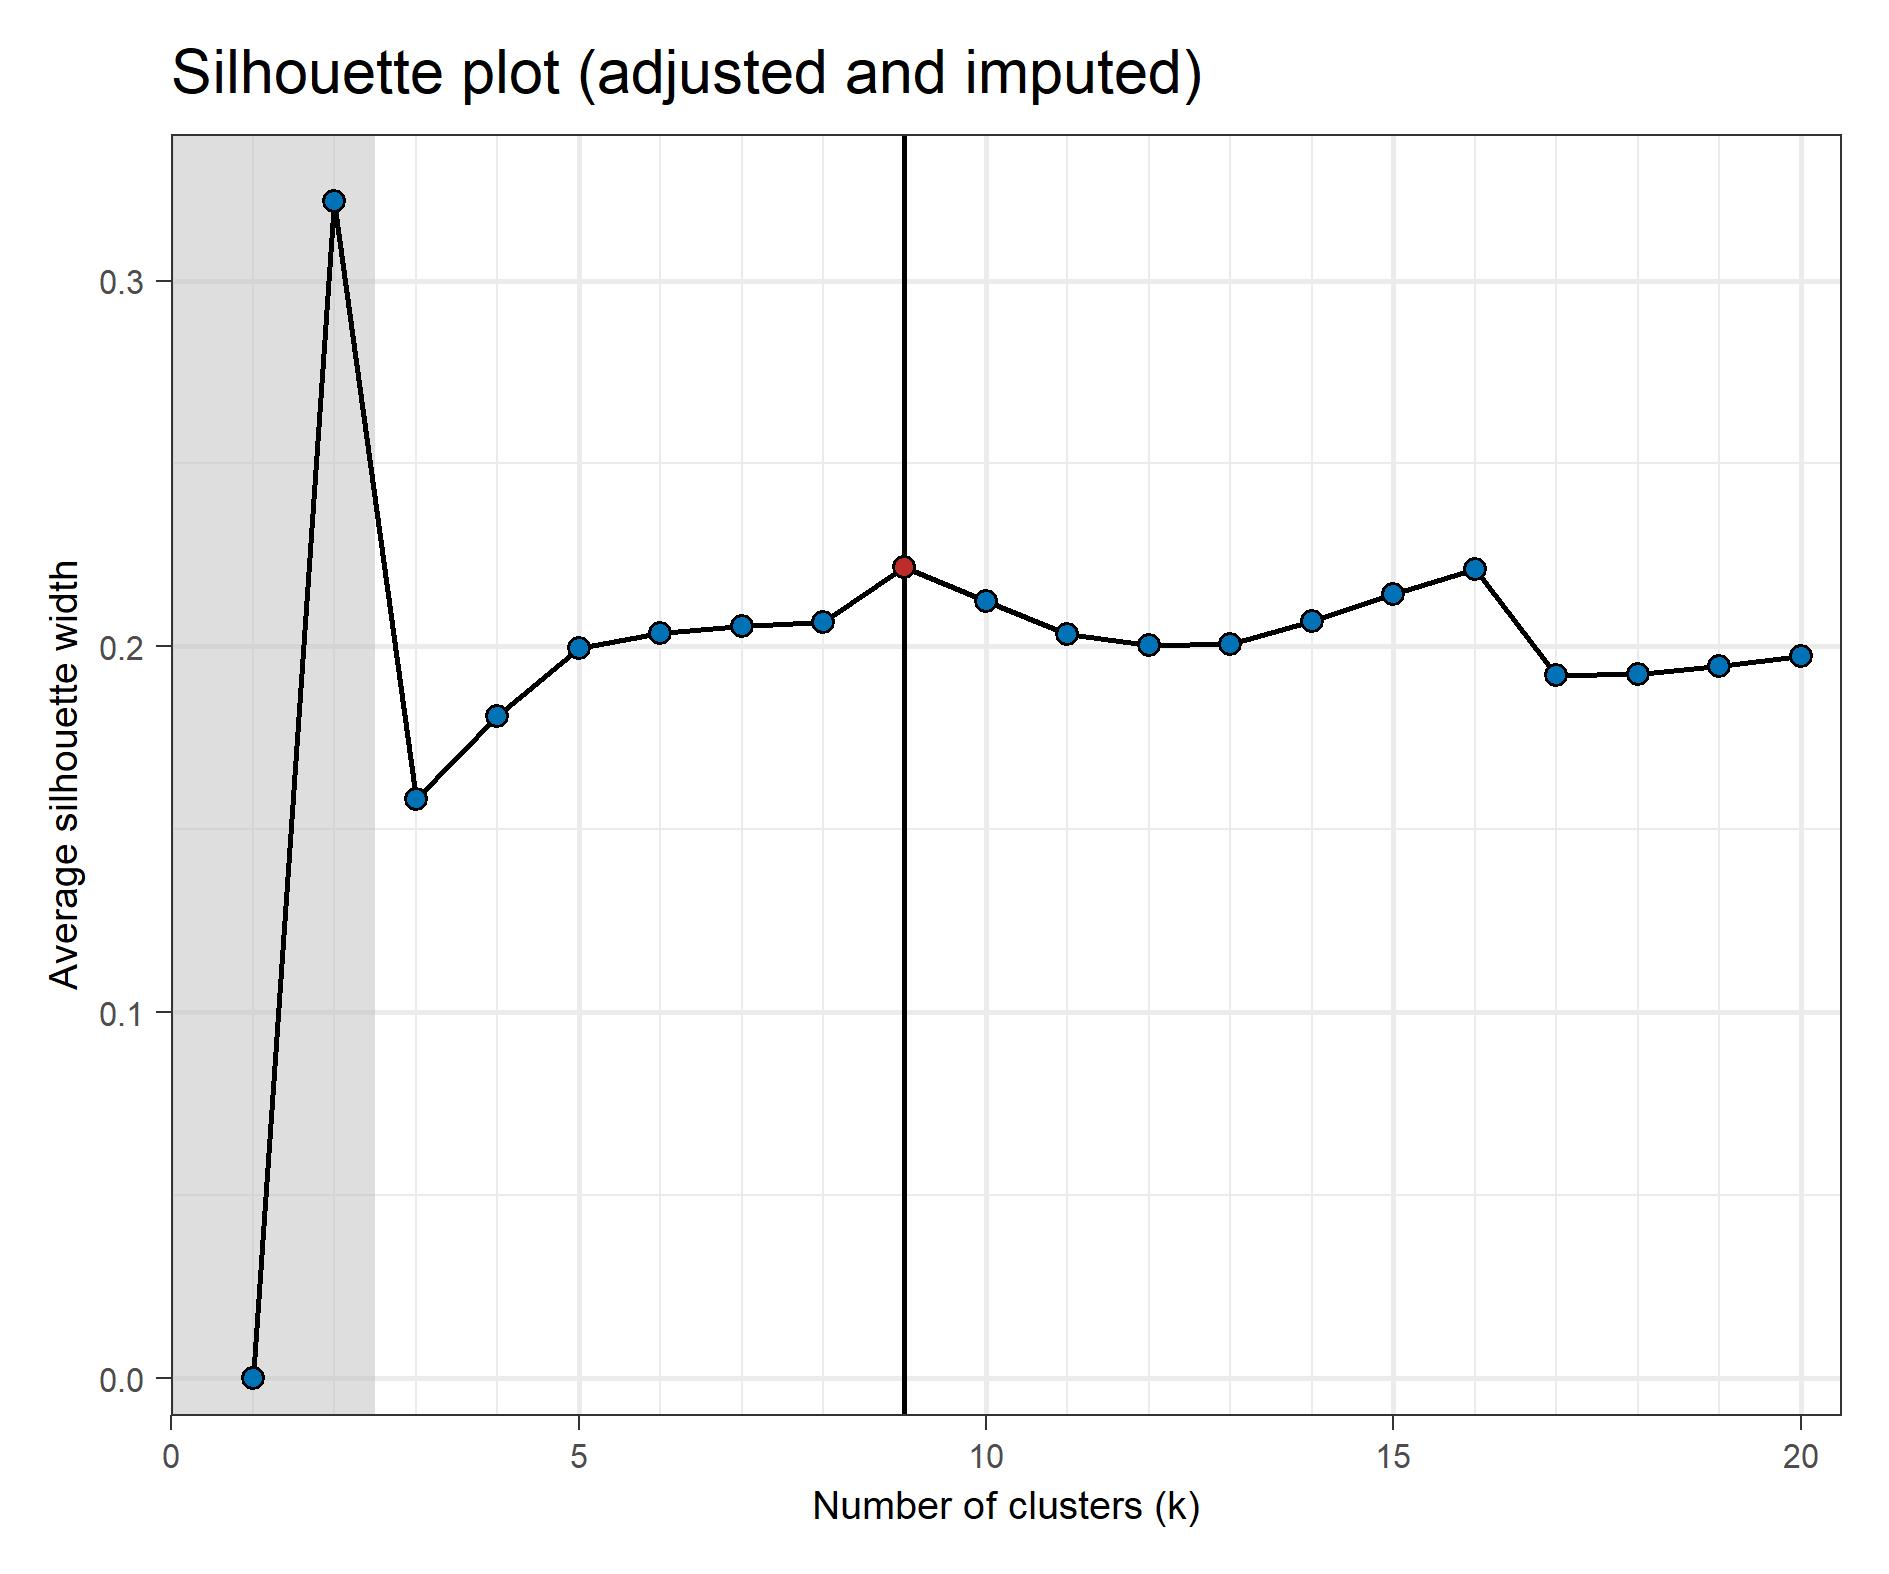 Silhouette plot (adjusted and imputed)
Average silhouette width
0.3
0.2
0.1
0.0
0 5 10 15 20
Number of clusters (k)